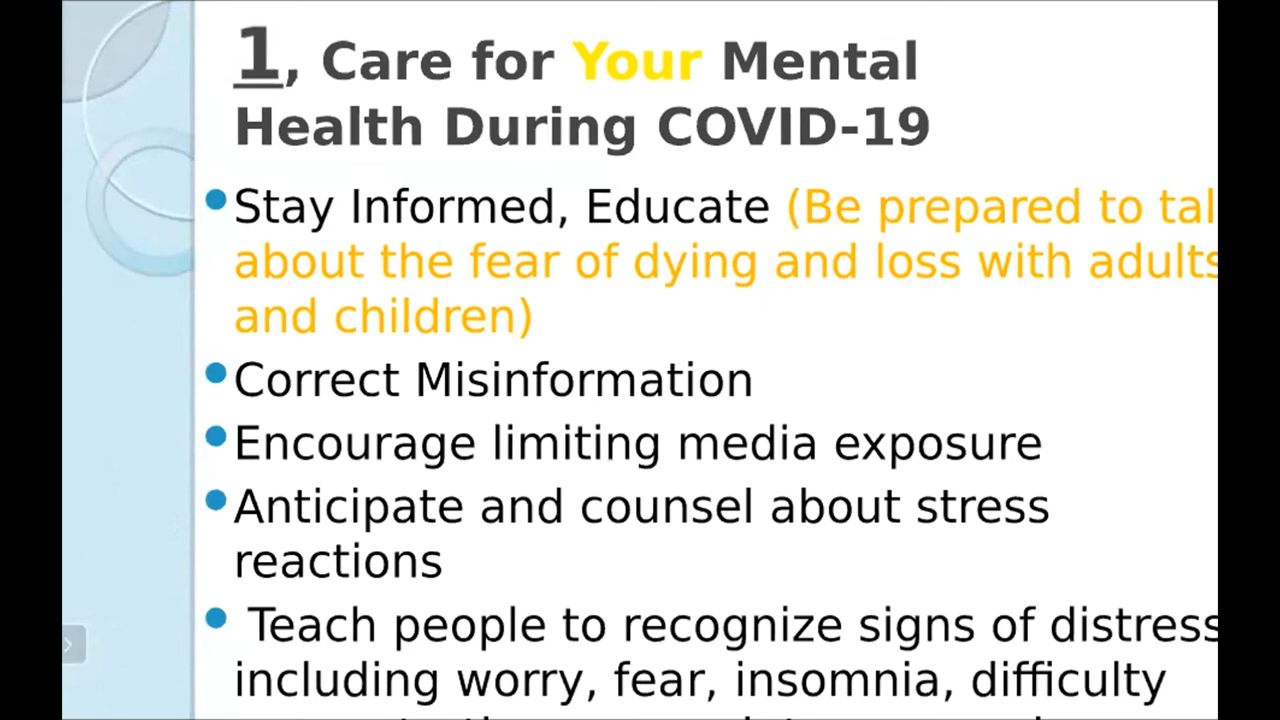 1, Care for Your Mental
Health During COVID-19
Stay Informed, Educate (Be prepared to tal
about the fear of dying and loss with adults
and children)
Correct Misinformation
Encourage limiting media exposure
Anticipate and counsel about stress
reactions
Teach people to recognize signs of distress
including worry, fear, insomnia, difficulty